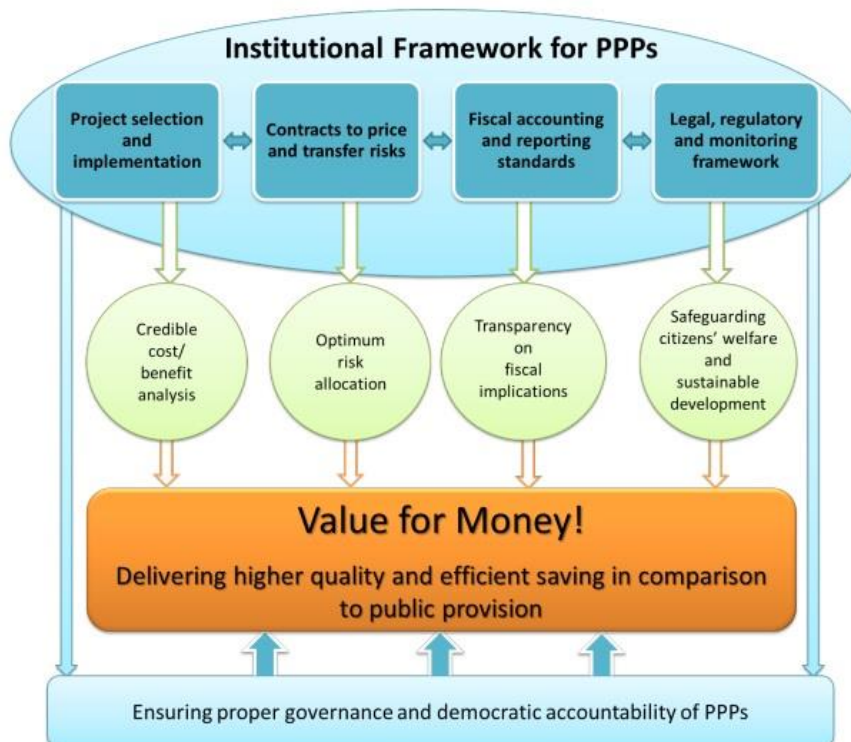 Institutional Framework for PPPs
Project selection
and
implementation
Contracts to price
and transfer risks
Fiscal accounting
and reporting
standards
Legal, regulatory
and monitoring
framework
Credible
cost/
benefit
analysis
Optimum
risk
allocation
Transparency
on
fiscal
implications
Safeguarding
citizens’ welfare
and
sustainable
development
Value for Money!
Delivering higher quality and efficient saving in comparison
to public provision
Ensuring proper governance and democratic accountability of PPPs